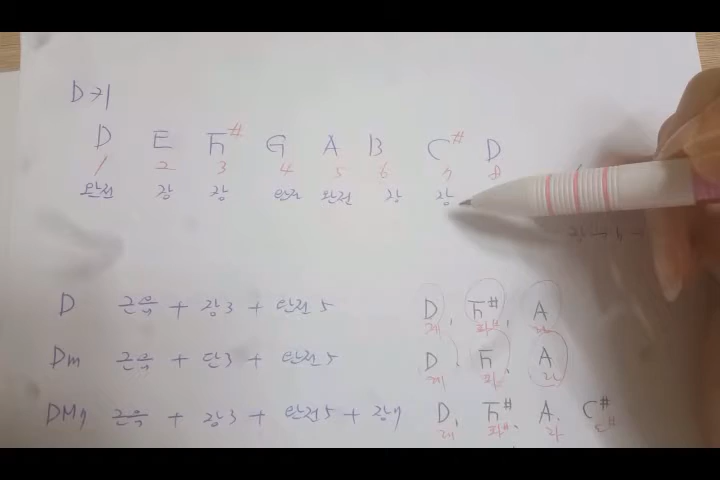 D키
D E F# G A B C# D
1 2 3 4 5 6 7 8
완전 장 장 완전 완전 장 장
D 근음 + 장3 + 완전5 D, F#, A
레 파# 라
Dm 근음 + 단3 + 완전5 D, F, A
레 파 라
DM7 근음 + 장3 + 완전5 + 장7 D, F#, A, C#
레 파# 라 도#